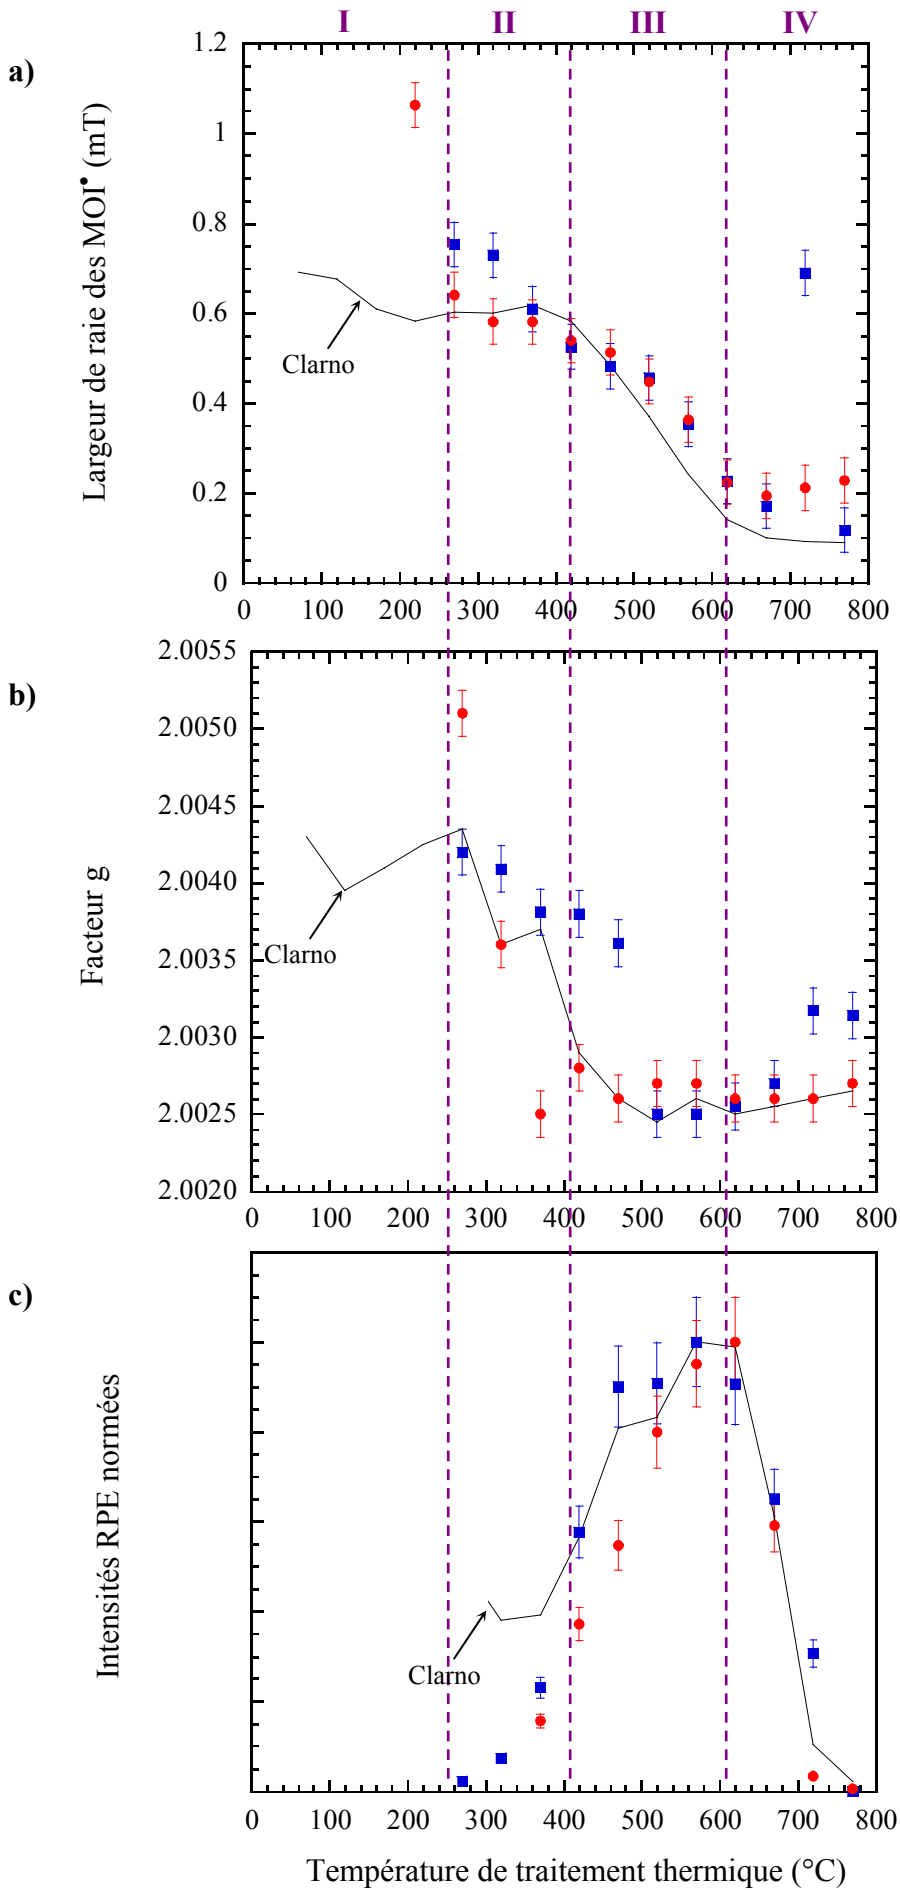 I II III IV
a)
Largeur de raie des MOI• (mT)
1.2
1
0.8
0.6
0.4
0.2
0
Clarno
0 100 200 300 400 500 600 700 800
b)
Facteur g
2.0055
2.0050
2.0045
2.0040
2.0035
2.0030
2.0025
2.0020
Clarno
0 100 200 300 400 500 600 700 800
c)
Intensités RPE normées
Clarno
0 100 200 300 400 500 600 700 800
Température de traitement thermique (°C)